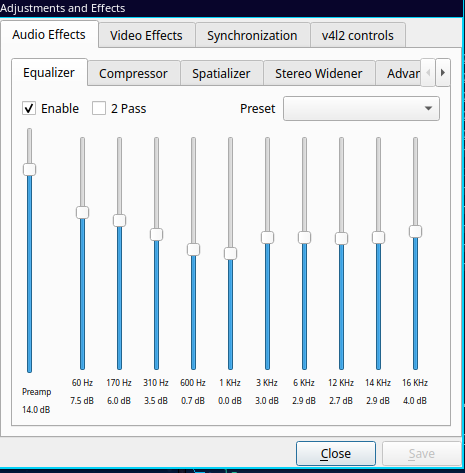 Adjustments and Effects
Audio Effects Video Effects Synchronization v4l2 controls
Equalizer Compressor Spatializer Stereo Widener Advar
Enable 2 Pass Preset
60 Hz 170 Hz 310 Hz 600 Hz 1 KHz 3 KHz 6 KHz 12 KHz 14 KHz 16 KHz
Preamp
7.5 dB 6.0 dB 3.5 dB 0.7 dB 0.0 dB 3.0 dB 2.9 dB 2.7 dB 2.9 dB 4.0 dB
14.0 dB
Close Save